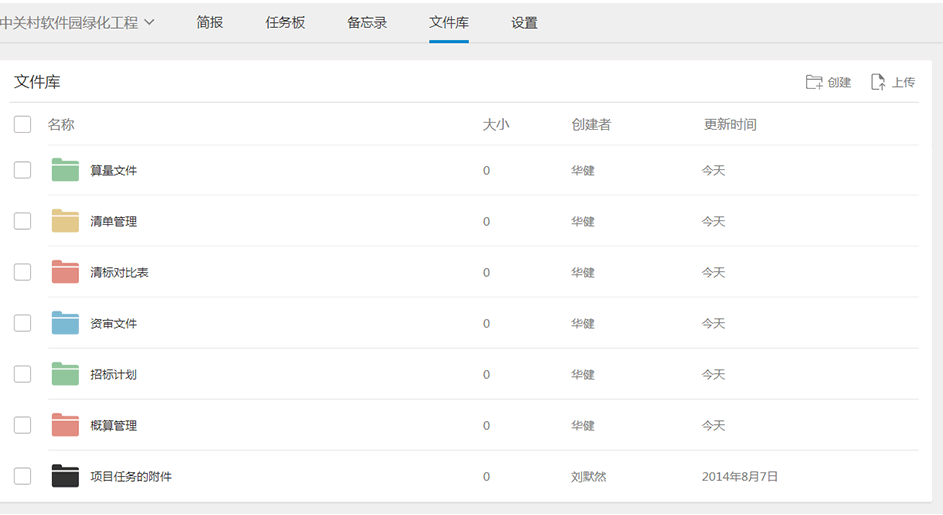 中关村软件园绿化工程 简报 任务板 备忘录 文件库 设置
文件库 创建 上传
名称 大小 创建者 更新时间
算量文件 0 华健 今天
清单管理 0 华健 今天
清标对比表 0 华健 今天
资审文件 0 华健 今天
招标计划 0 华健 今天
概算管理 0 华健 今天
项目任务的附件 0 刘默然 2014年8月7日